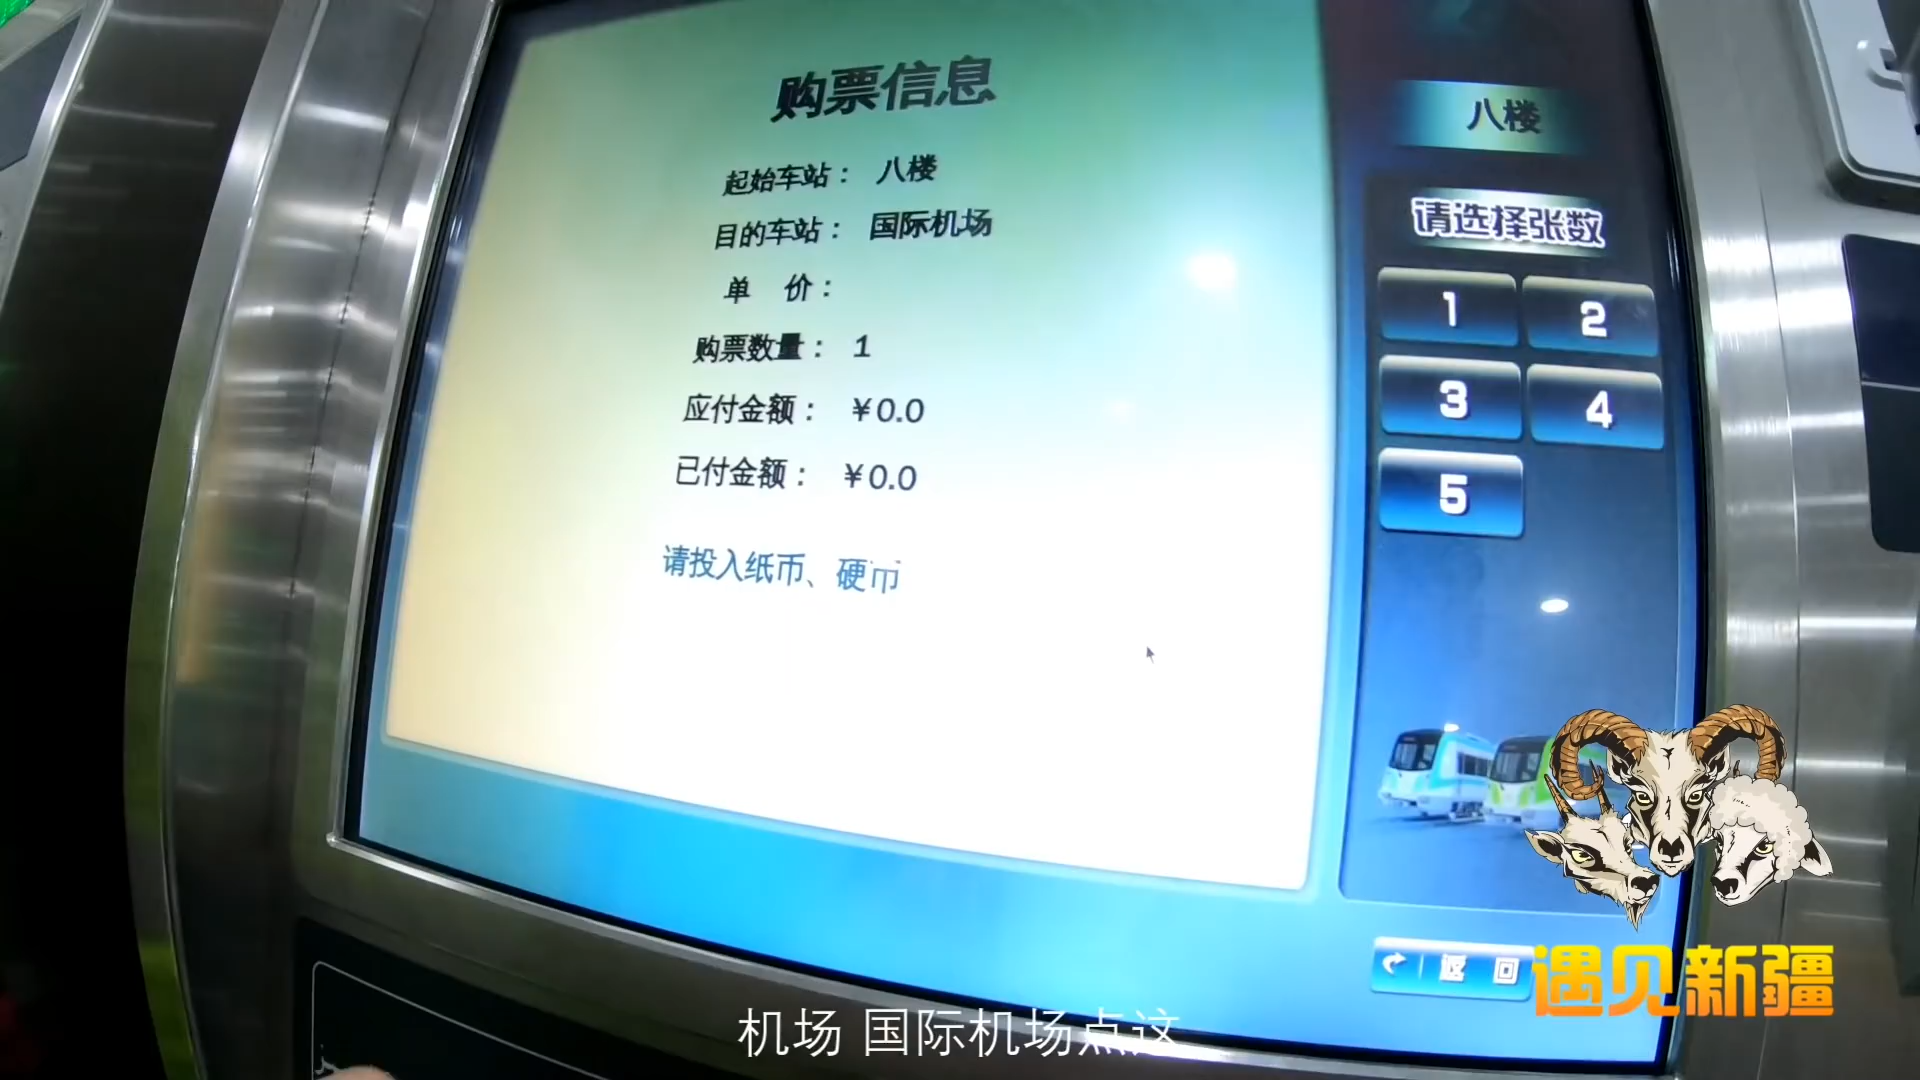 购票信息
起始车站： 八楼
目的车站： 国际机场
单 价：
购票数量： 1
应付金额： ￥0.0
已付金额： ￥0.0
请投入纸币、硬币
八楼
请选择张数
1 2
3 4
5
返 回
遇见新疆
机场 国际机场点这